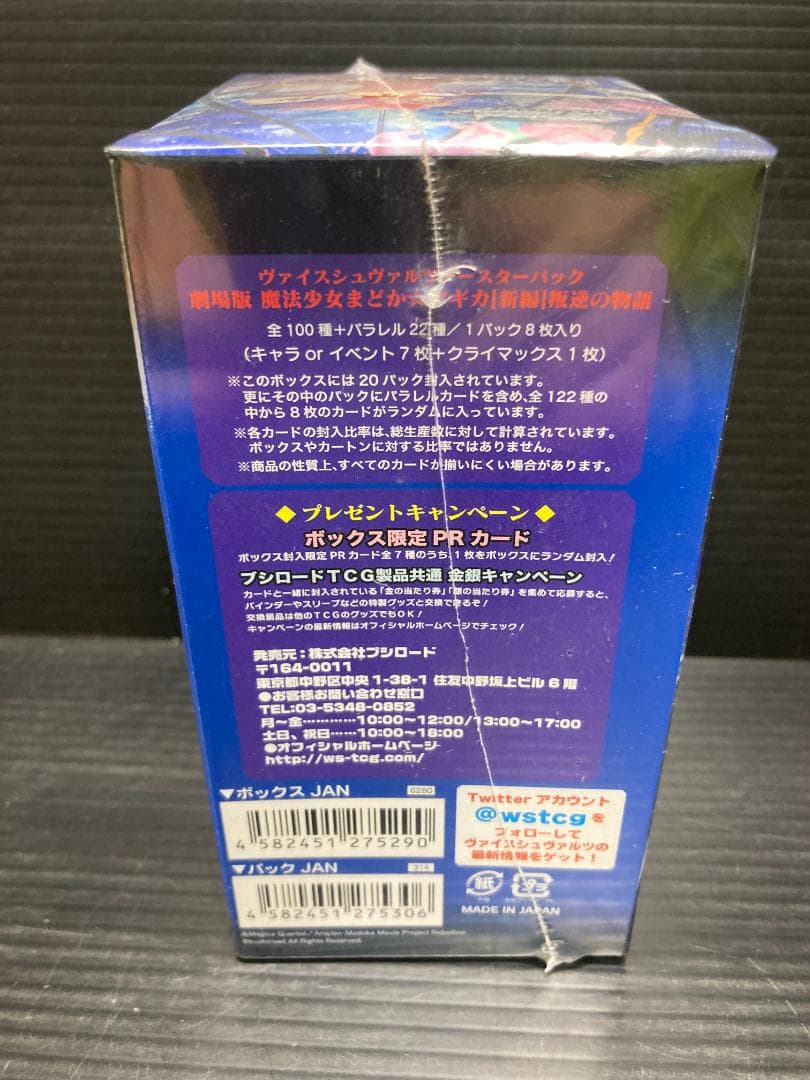 ヴァイスシュヴァルツ ブースターパック
劇場版 魔法少女まどか☆マギカ[新編]叛逆の物語
全100種＋パラレル22種／1パック8枚入り
（キャラ or イベント7枚＋クライマックス1枚）
※このボックスには20パック封入されています。
更にその中のパックにパラレルカードを含め、全122種の
中から8枚のカードがランダムに入っています。
※各カードの封入比率は、総生産数に対して計算されています。
ボックスやカートンに対する比率ではありません。
※商品の性質上、すべてのカードが揃いにくい場合があります。
◆ プレゼントキャンペーン ◆
ボックス限定PRカード
ボックス封入限定PRカード全7種のうち、1枚をボックスにランダム封入！
ブシロードTCG製品共通 金銀キャンペーン
カードと一緒に封入されている「金の当たり券」「銀の当たり券」を集めて応募すると、
バインダーやスリーブなどの特製グッズと交換できるぞ！
交換景品は他のTCGのグッズでもOK！
キャンペーンの最新情報はオフィシャルホームページでチェック！
発売元：株式会社ブシロード
〒164-0011
東京都中野区中央1-38-1 住友中野坂上ビル6階
●お客様お問い合わせ窓口
TEL:03-5348-0852
月～金…………10:00～12:00/13:00～17:00
土日、祝日……10:00～18:00
●オフィシャルホームページ
http://ws-tcg.com/
▼ボックス JAN 6280
4 582451 275290
▼パック JAN 314
4 582451 275306
Twitter アカウント
@wstcg を
フォローして
ヴァイスシュヴァルツの
最新情報をゲット！
紙 プラ
MADE IN JAPAN
©Magica Quartet／Aniplex・Madoka Movie Project Rebellion
©bushiroad All Rights Reserved.